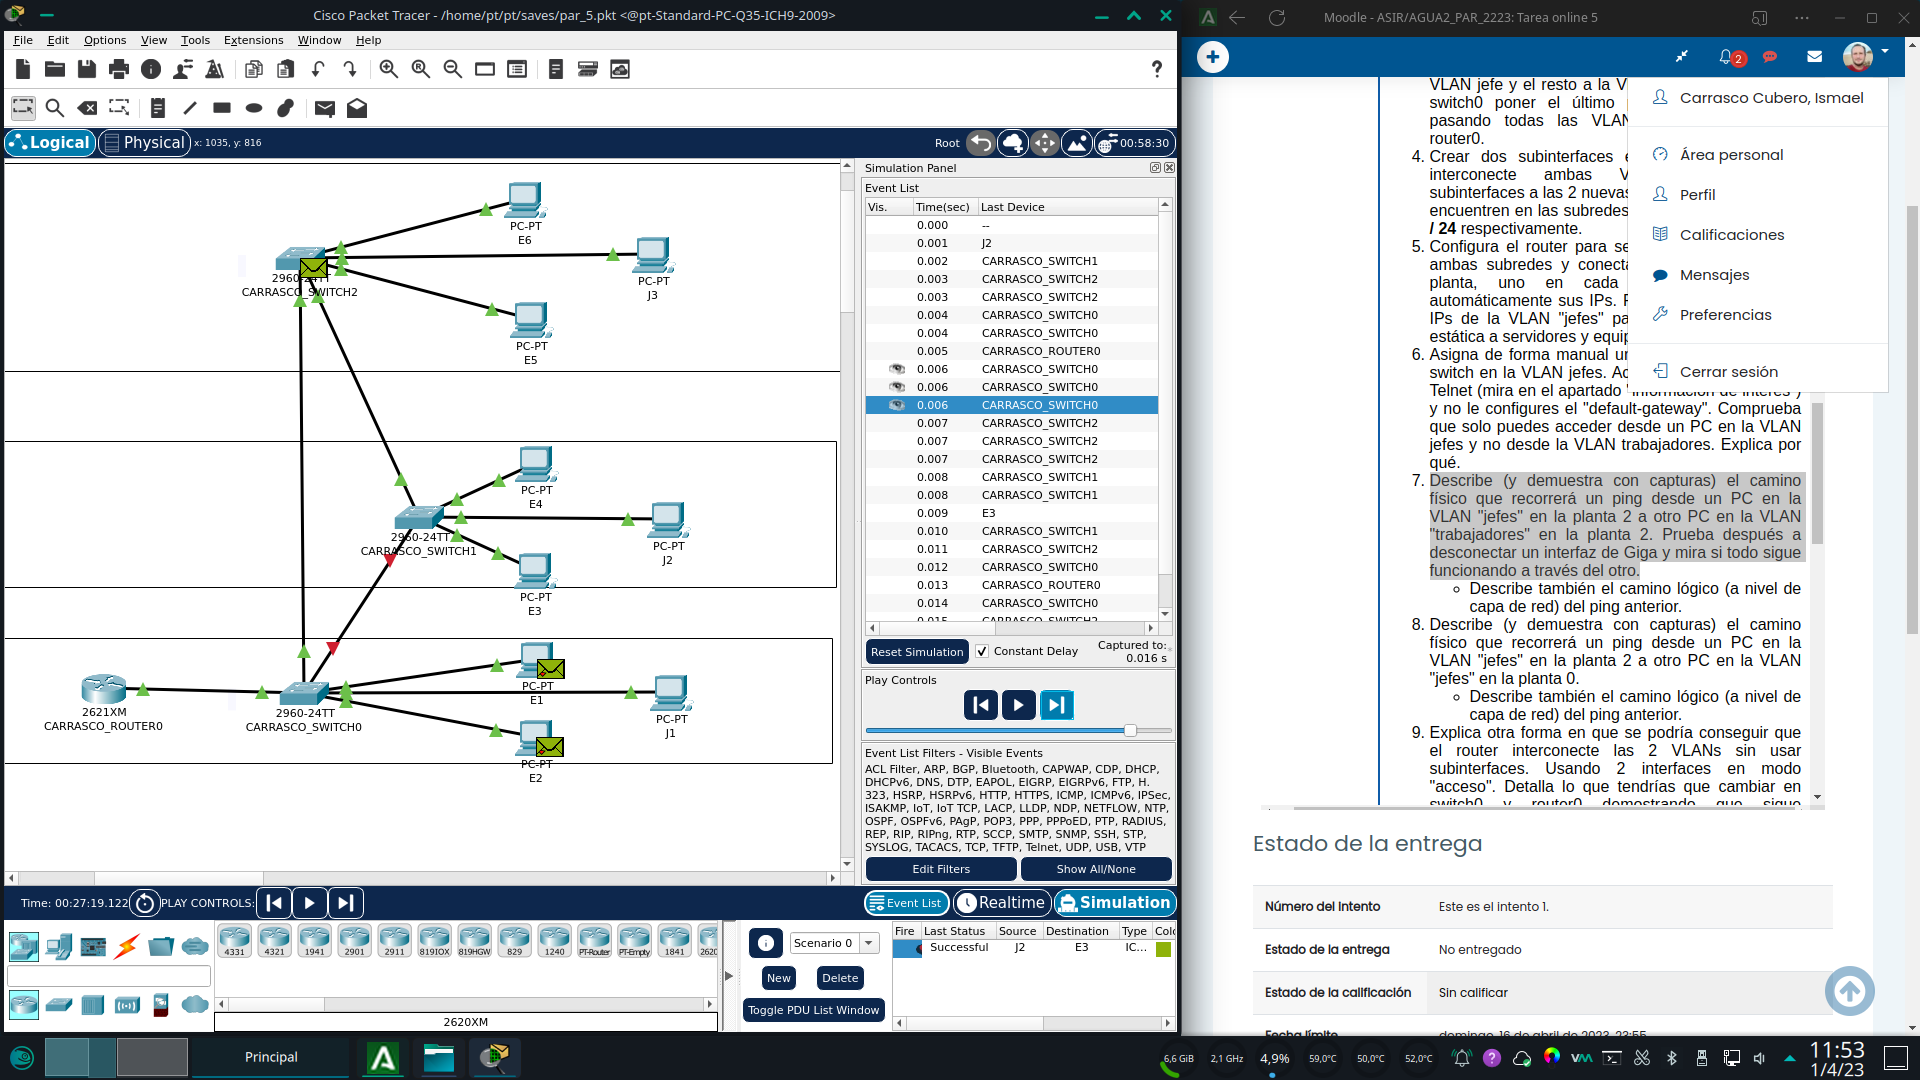 Cisco Packet Tracer - /home/pt/pt/saves/par_5.pkt <@pt-Standard-PC-Q35-ICH9-2009>
File Edit Options View Tools Extensions Window Help
?
Logical Physical x: 1035, y: 816
Root 00:58:30
PC-PT
E6
2960-24TT
CARRASCO_SWITCH2
PC-PT
J3
PC-PT
E5
PC-PT
E4
2960-24TT
CARRASCO_SWITCH1
PC-PT
J2
PC-PT
E3
PC-PT
E1
2621XM
CARRASCO_ROUTER0
2960-24TT
CARRASCO_SWITCH0
PC-PT
J1
PC-PT
E2
Simulation Panel
Event List
Vis. Time(sec) Last Device
0.000 --
0.001 J2
0.002 CARRASCO_SWITCH1
0.003 CARRASCO_SWITCH2
0.003 CARRASCO_SWITCH2
0.004 CARRASCO_SWITCH0
0.004 CARRASCO_SWITCH0
0.005 CARRASCO_ROUTER0
0.006 CARRASCO_SWITCH0
0.006 CARRASCO_SWITCH0
0.006 CARRASCO_SWITCH0
0.007 CARRASCO_SWITCH2
0.007 CARRASCO_SWITCH2
0.007 CARRASCO_SWITCH2
0.008 CARRASCO_SWITCH1
0.008 CARRASCO_SWITCH1
0.009 E3
0.010 CARRASCO_SWITCH1
0.011 CARRASCO_SWITCH2
0.012 CARRASCO_SWITCH0
0.013 CARRASCO_ROUTER0
0.014 CARRASCO_SWITCH0
0.015 CARRASCO_SWITCH2
Reset Simulation Constant Delay Captured to:
0.016 s
Play Controls
Event List Filters - Visible Events
ACL Filter, ARP, BGP, Bluetooth, CAPWAP, CDP, DHCP,
DHCPv6, DNS, DTP, EAPOL, EIGRP, EIGRPv6, FTP, H.
323, HSRP, HSRPv6, HTTP, HTTPS, ICMP, ICMPv6, IPSec,
ISAKMP, IoT, IoT TCP, LACP, LLDP, NDP, NETFLOW, NTP,
OSPF, OSPFv6, PAgP, POP3, PPP, PPPoED, PTP, RADIUS,
REP, RIP, RIPng, RTP, SCCP, SMTP, SNMP, SSH, STP,
SYSLOG, TACACS, TCP, TFTP, Telnet, UDP, USB, VTP
Edit Filters Show All/None
Time: 00:27:19.122 PLAY CONTROLS:
Event List Realtime Simulation
4331 4321 1941 2901 2911 819IOX 819HGW 829 1240 PT-Router PT-Empty 1841 2620
2620XM
Scenario 0
New Delete
Toggle PDU List Window
Fire Last Status Source Destination Type Colo
Successful J2 E3 IC...
Moodle - ASIR/AGUA2_PAR_2223: Tarea online 5
2
VLAN jefe y el resto a la V
switch0 poner el último
pasando todas las VLAN
router0.
4. Crear dos subinterfaces
interconecte ambas V
subinterfaces a las 2 nuevas
encuentren en las subredes
/ 24 respectivamente.
5. Configura el router para se
ambas subredes y conecta
planta, uno en cada
automáticamente sus IPs.
IPs de la VLAN "jefes" pa
estática a servidores y equip
6. Asigna de forma manual un
switch en la VLAN jefes. Ac
Telnet (mira en el apartado "información de interés")
y no le configures el "default-gateway". Comprueba
que solo puedes acceder desde un PC en la VLAN
jefes y no desde la VLAN trabajadores. Explica por
qué.
7. Describe (y demuestra con capturas) el camino
físico que recorrerá un ping desde un PC en la
VLAN "jefes" en la planta 2 a otro PC en la VLAN
"trabajadores" en la planta 2. Prueba después a
desconectar un interfaz de Giga y mira si todo sigue
funcionando a través del otro.
Describe también el camino lógico (a nivel de
capa de red) del ping anterior.
8. Describe (y demuestra con capturas) el camino
físico que recorrerá un ping desde un PC en la
VLAN "jefes" en la planta 2 a otro PC en la VLAN
"jefes" en la planta 0.
Describe también el camino lógico (a nivel de
capa de red) del ping anterior.
9. Explica otra forma en que se podría conseguir que
el router interconecte las 2 VLANs sin usar
subinterfaces. Usando 2 interfaces en modo
"acceso". Detalla lo que tendrías que cambiar en
switch0 y router0 demostrando que sigue
Carrasco Cubero, Ismael
Área personal
Perfil
Calificaciones
Mensajes
Preferencias
Cerrar sesión
Estado de la entrega
Número del intento Este es el intento 1.
Estado de la entrega No entregado
Estado de la calificación Sin calificar
Fecha límite domingo, 16 de abril de 2023, 23:55
Principal
6,6 GiB 2,1 GHz 4,9% 59,0°C 50,0°C 52,0°C
11:53
1/4/23